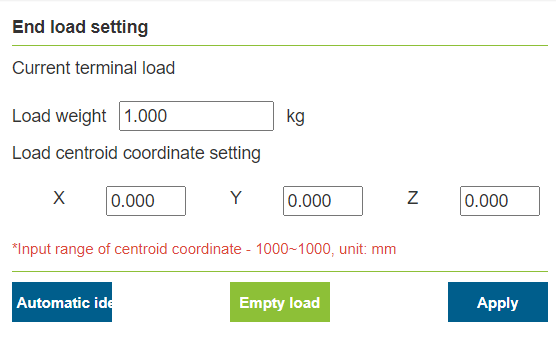 End load setting
Current terminal load
Load weight 1.000 kg
Load centroid coordinate setting
X 0.000 Y 0.000 Z 0.000
*Input range of centroid coordinate - 1000~1000, unit: mm
Automatic ide Empty load Apply